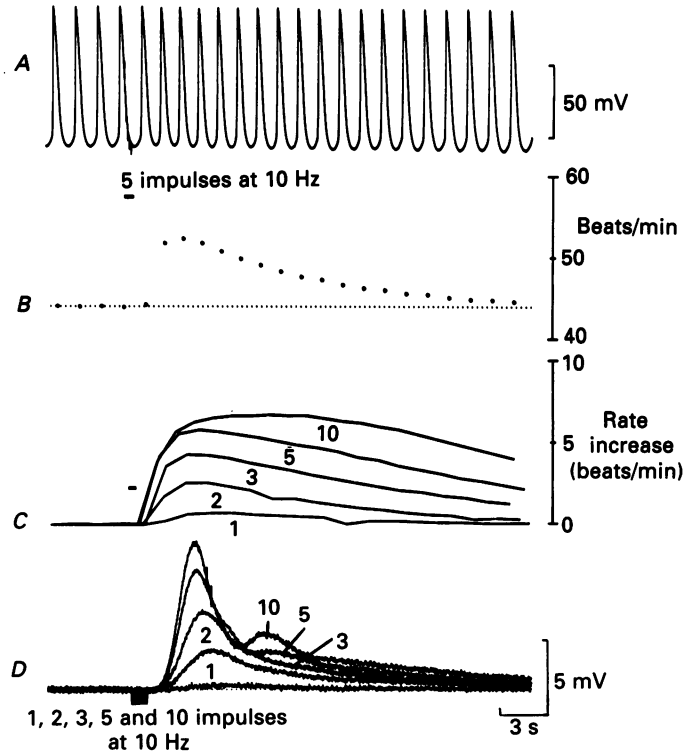 A
50 mV
5 impulses at 10 Hz
60
Beats/min
50
B
40
10
Rate
increase
(beats/min)
10
5
5
3
2
1
C
0
10
5
3
2
1
D
5 mV
1, 2, 3, 5 and 10 impulses
at 10 Hz
3 s